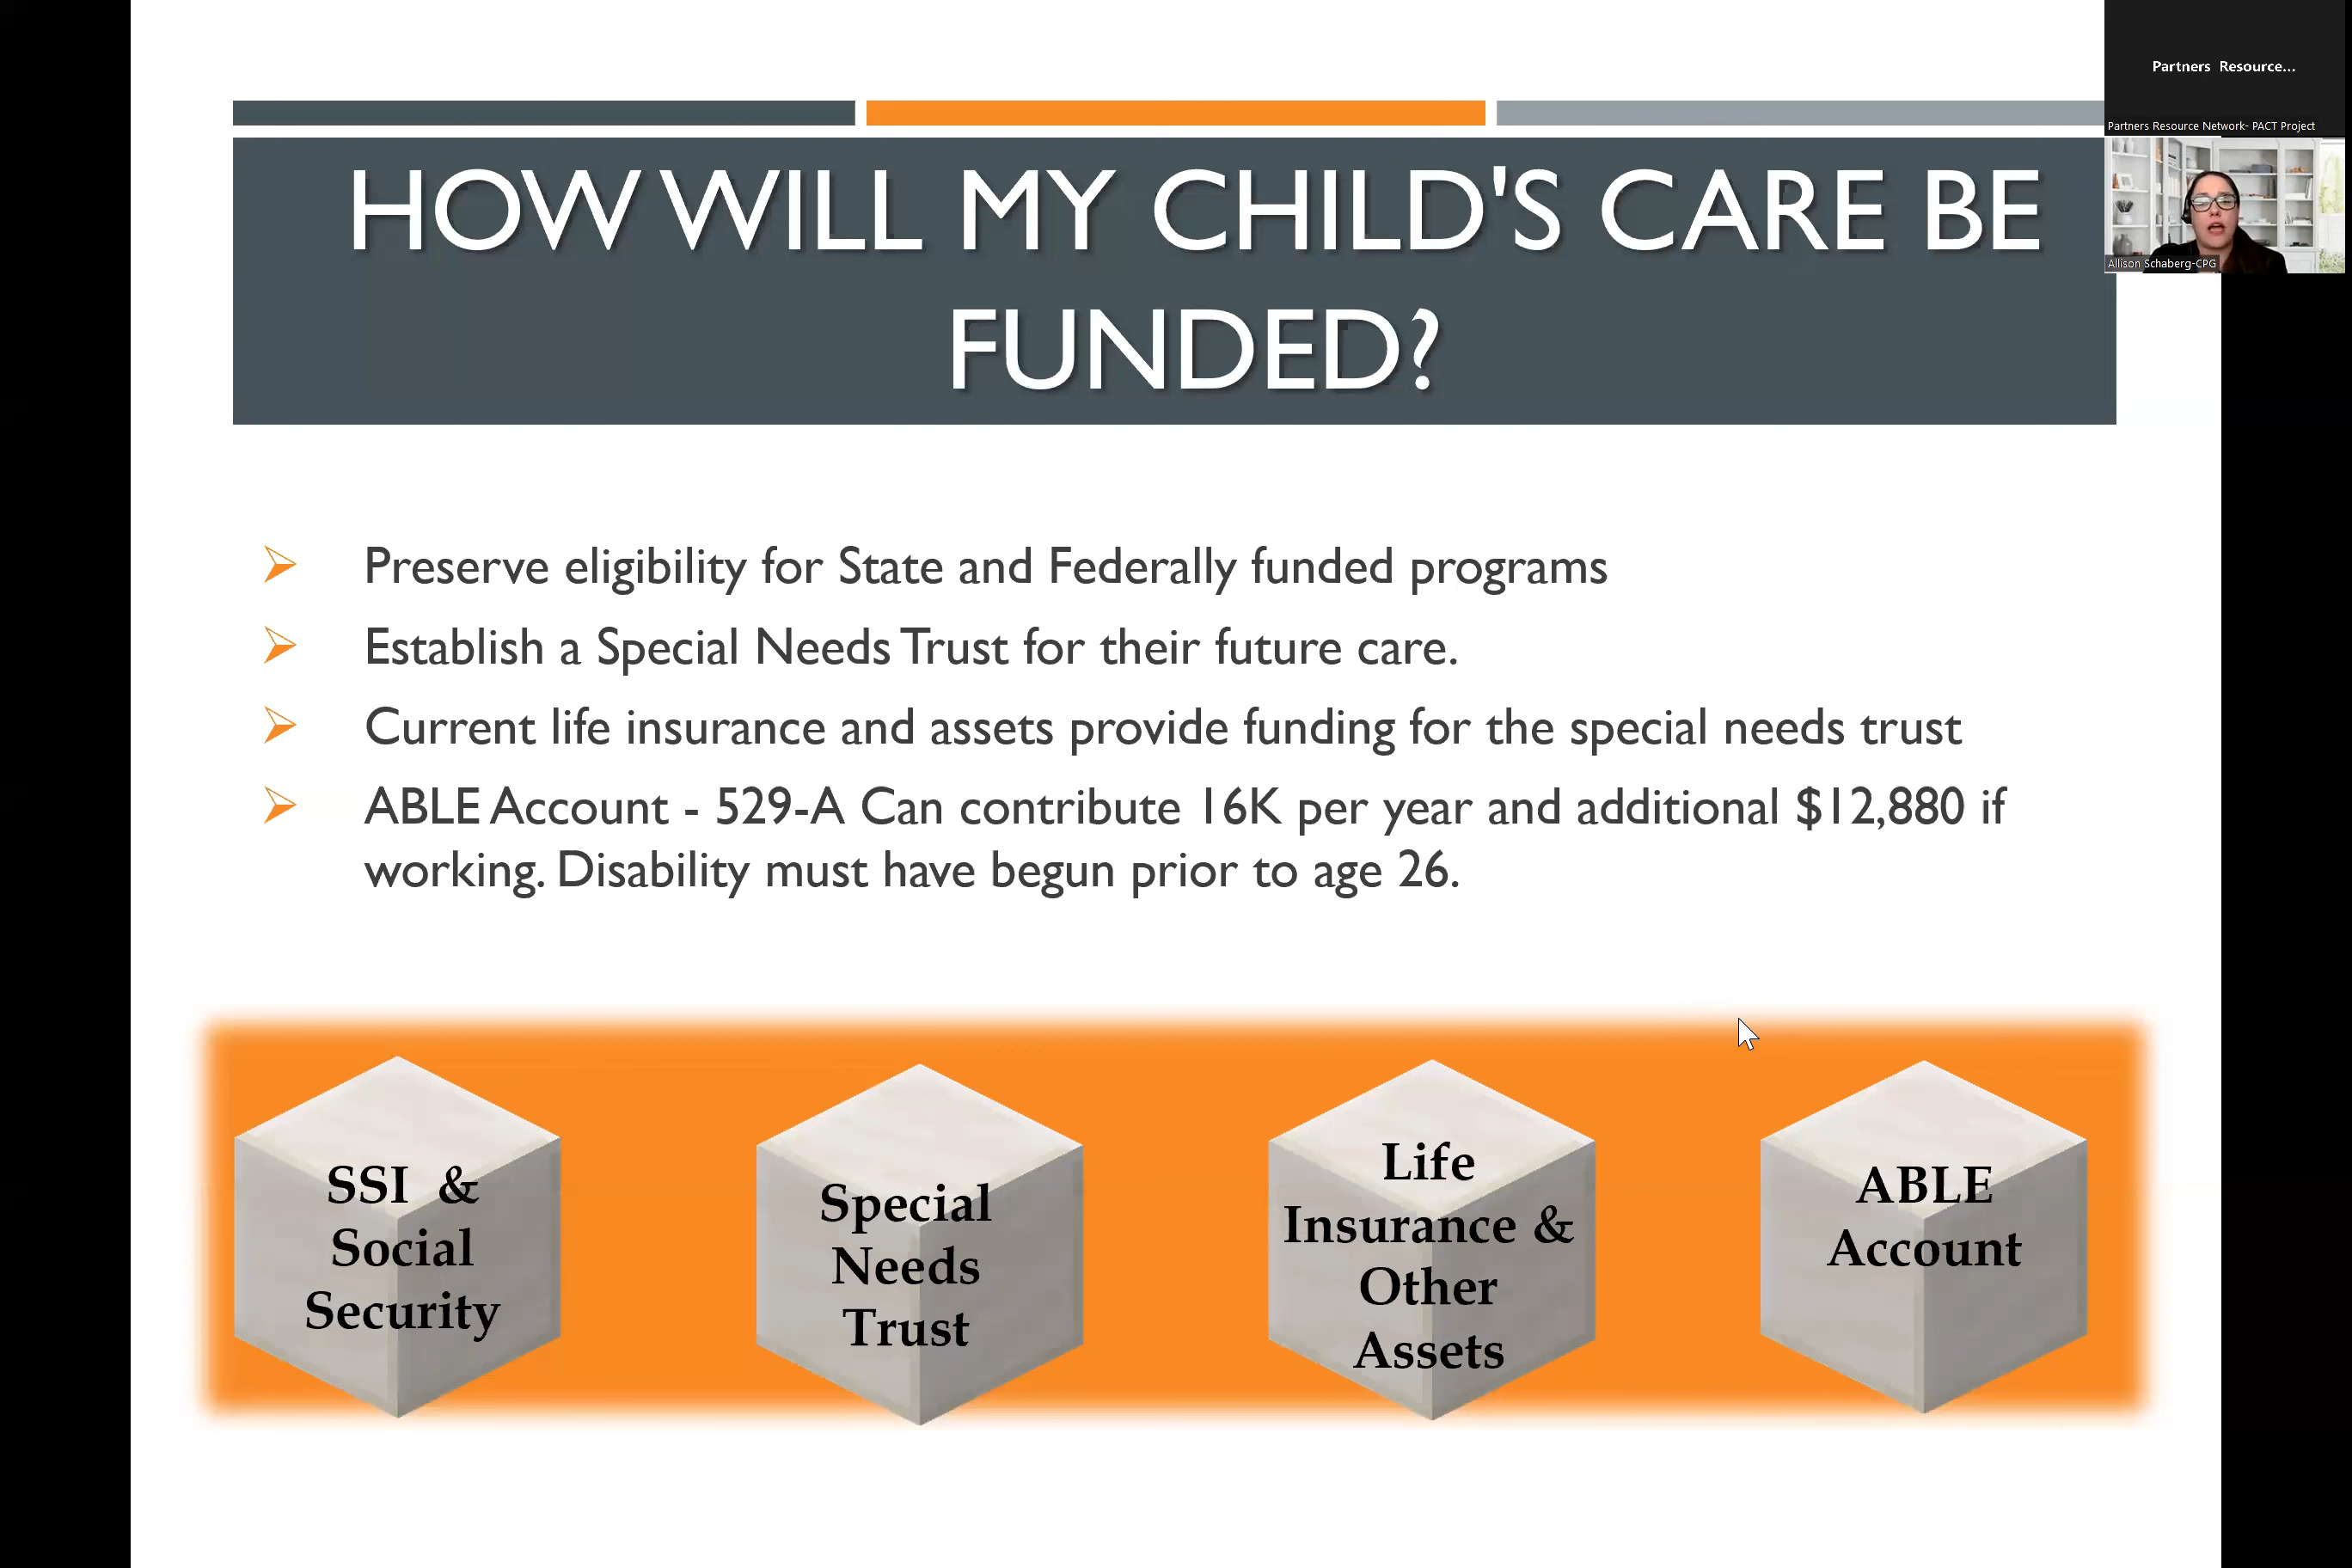 Partners Resource...
Partners Resource Network- PACT Project
Allison Schaberg-CPG
HOW WILL MY CHILD'S CARE BE
FUNDED?
Preserve eligibility for State and Federally funded programs
Establish a Special Needs Trust for their future care.
Current life insurance and assets provide funding for the special needs trust
ABLE Account - 529-A Can contribute 16K per year and additional $12,880 if
working. Disability must have begun prior to age 26.
SSI &
Social
Security
Special
Needs
Trust
Life
Insurance &
Other
Assets
ABLE
Account